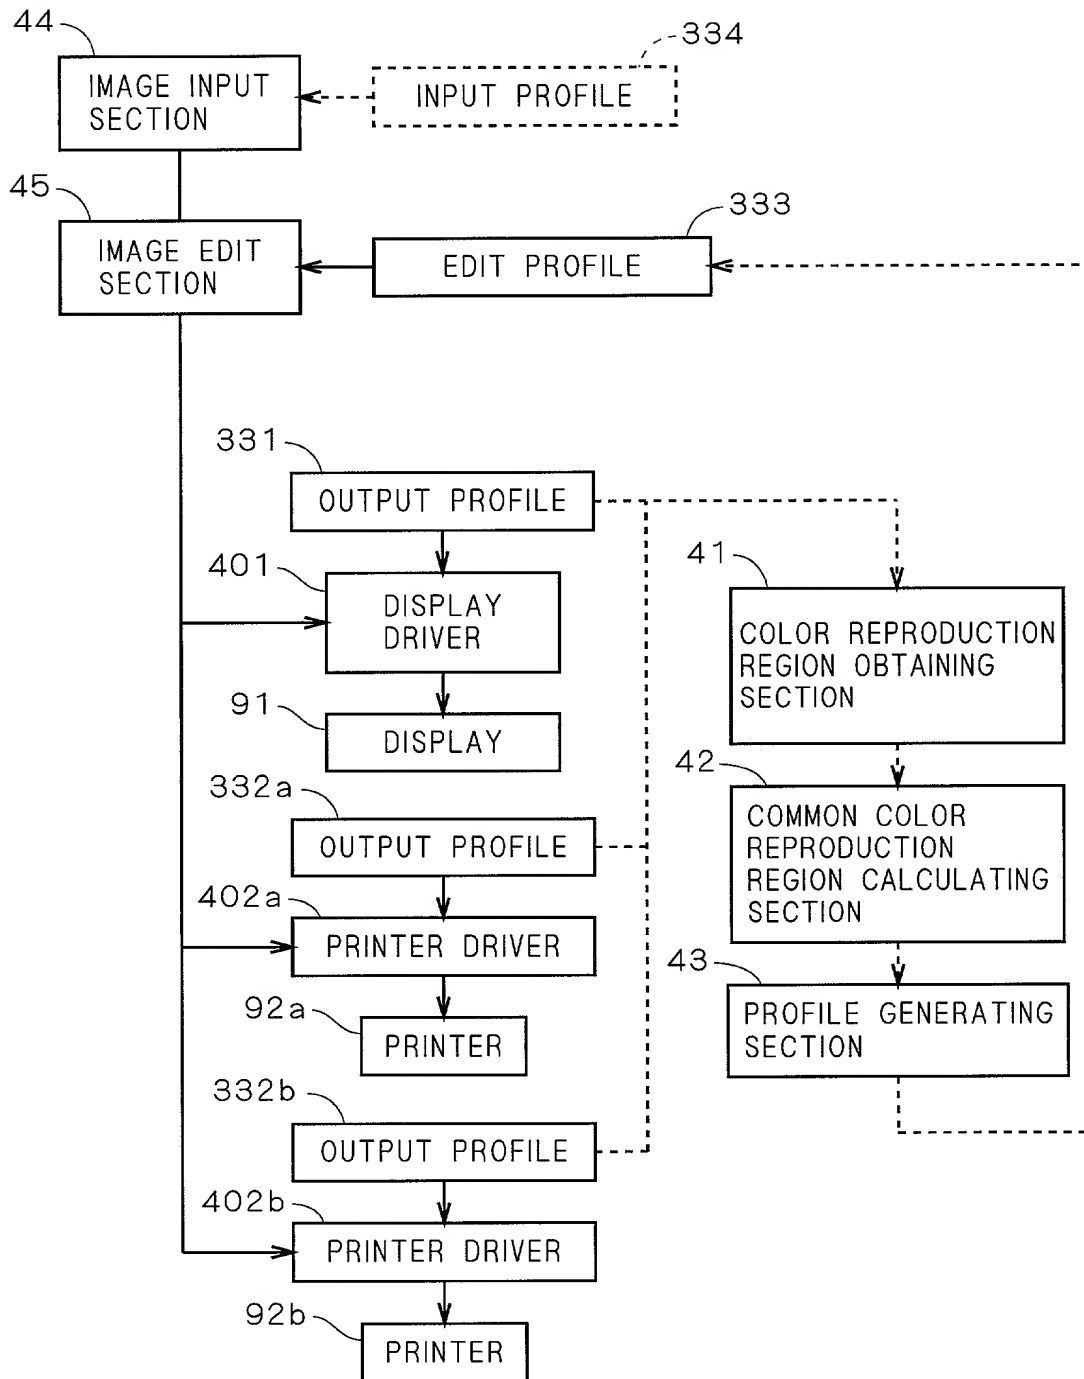 44
IMAGE INPUT
SECTION
334
INPUT PROFILE
45
IMAGE EDIT
SECTION
333
EDIT PROFILE
331
OUTPUT PROFILE
401
DISPLAY
DRIVER
91
DISPLAY
332a
OUTPUT PROFILE
402a
PRINTER DRIVER
92a
PRINTER
332b
OUTPUT PROFILE
402b
PRINTER DRIVER
92b
PRINTER
41
COLOR REPRODUCTION
REGION OBTAINING
SECTION
42
COMMON COLOR
REPRODUCTION
REGION CALCULATING
SECTION
43
PROFILE GENERATING
SECTION